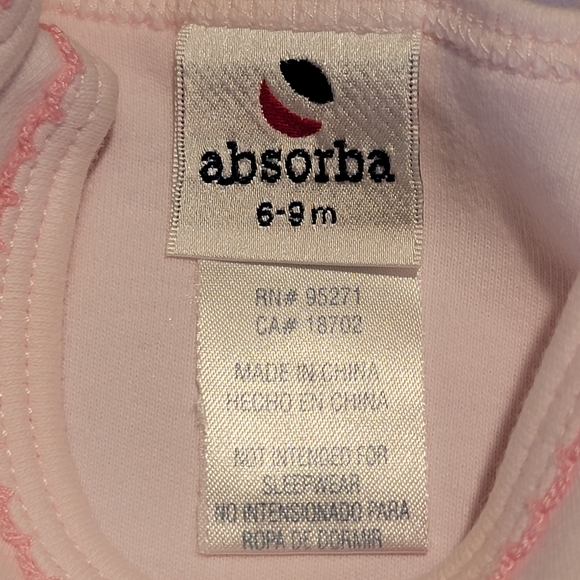 absorba
6-9m
RN# 95271
CA# 18702
MADE IN CHINA
HECHO EN CHINA
NOT INTENDED FOR
SLEEPWEAR
NO INTENSIONADO PARA
ROPA DE DORMIR